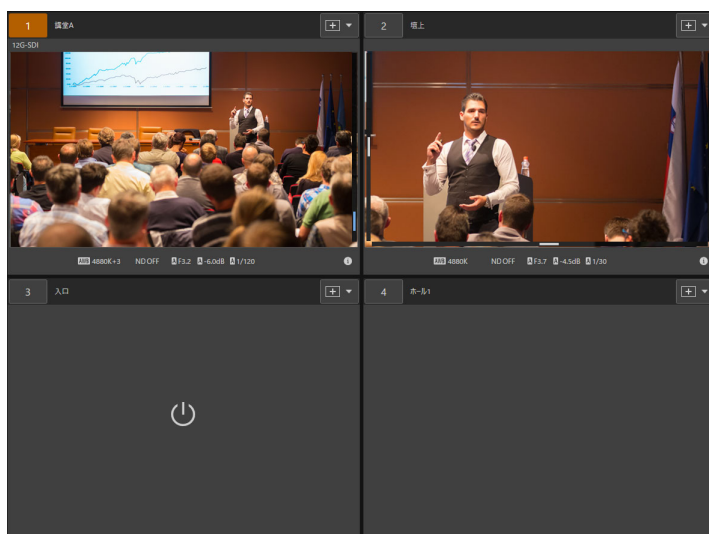 1 講堂A
12G-SDI
AWB 4880K+3 ND OFF A F3.2 A -6.0dB A 1/120
2 壇上
AWB 4880K ND OFF A F3.7 A -4.5dB A 1/30
3 入口
4 ホール1